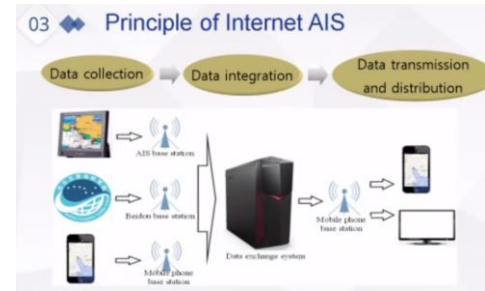 03 Principle of Internet AIS
Data collection
Data integration
Data transmission
and distribution
AIS base station
Beidou base station
Mobile phone
base station
Data exchange system
Mobile phone
base station